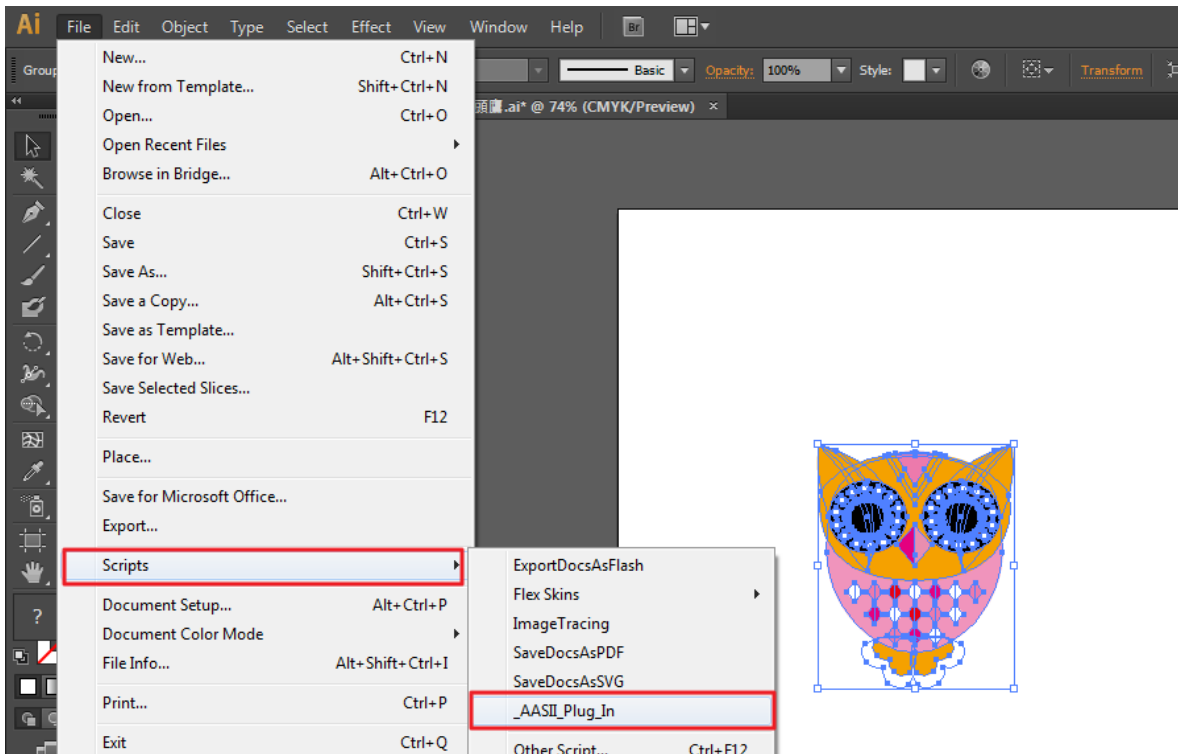 Ai File Edit Object Type Select Effect View Window Help Br
Group Basic Opacity: 100% Style: Transform
頭鷹.ai* @ 74% (CMYK/Preview) ×
New... Ctrl+N
New from Template... Shift+Ctrl+N
Open... Ctrl+O
Open Recent Files
Browse in Bridge... Alt+Ctrl+O
Close Ctrl+W
Save Ctrl+S
Save As... Shift+Ctrl+S
Save a Copy... Alt+Ctrl+S
Save as Template...
Save for Web... Alt+Shift+Ctrl+S
Save Selected Slices...
Revert F12
Place...
Save for Microsoft Office...
Export...
Scripts
Document Setup... Alt+Ctrl+P
Document Color Mode
File Info... Alt+Shift+Ctrl+I
Print... Ctrl+P
Exit Ctrl+Q
ExportDocsAsFlash
Flex Skins
ImageTracing
SaveDocsAsPDF
SaveDocsAsSVG
_AASII_Plug_In
Other Script... Ctrl+F12
?